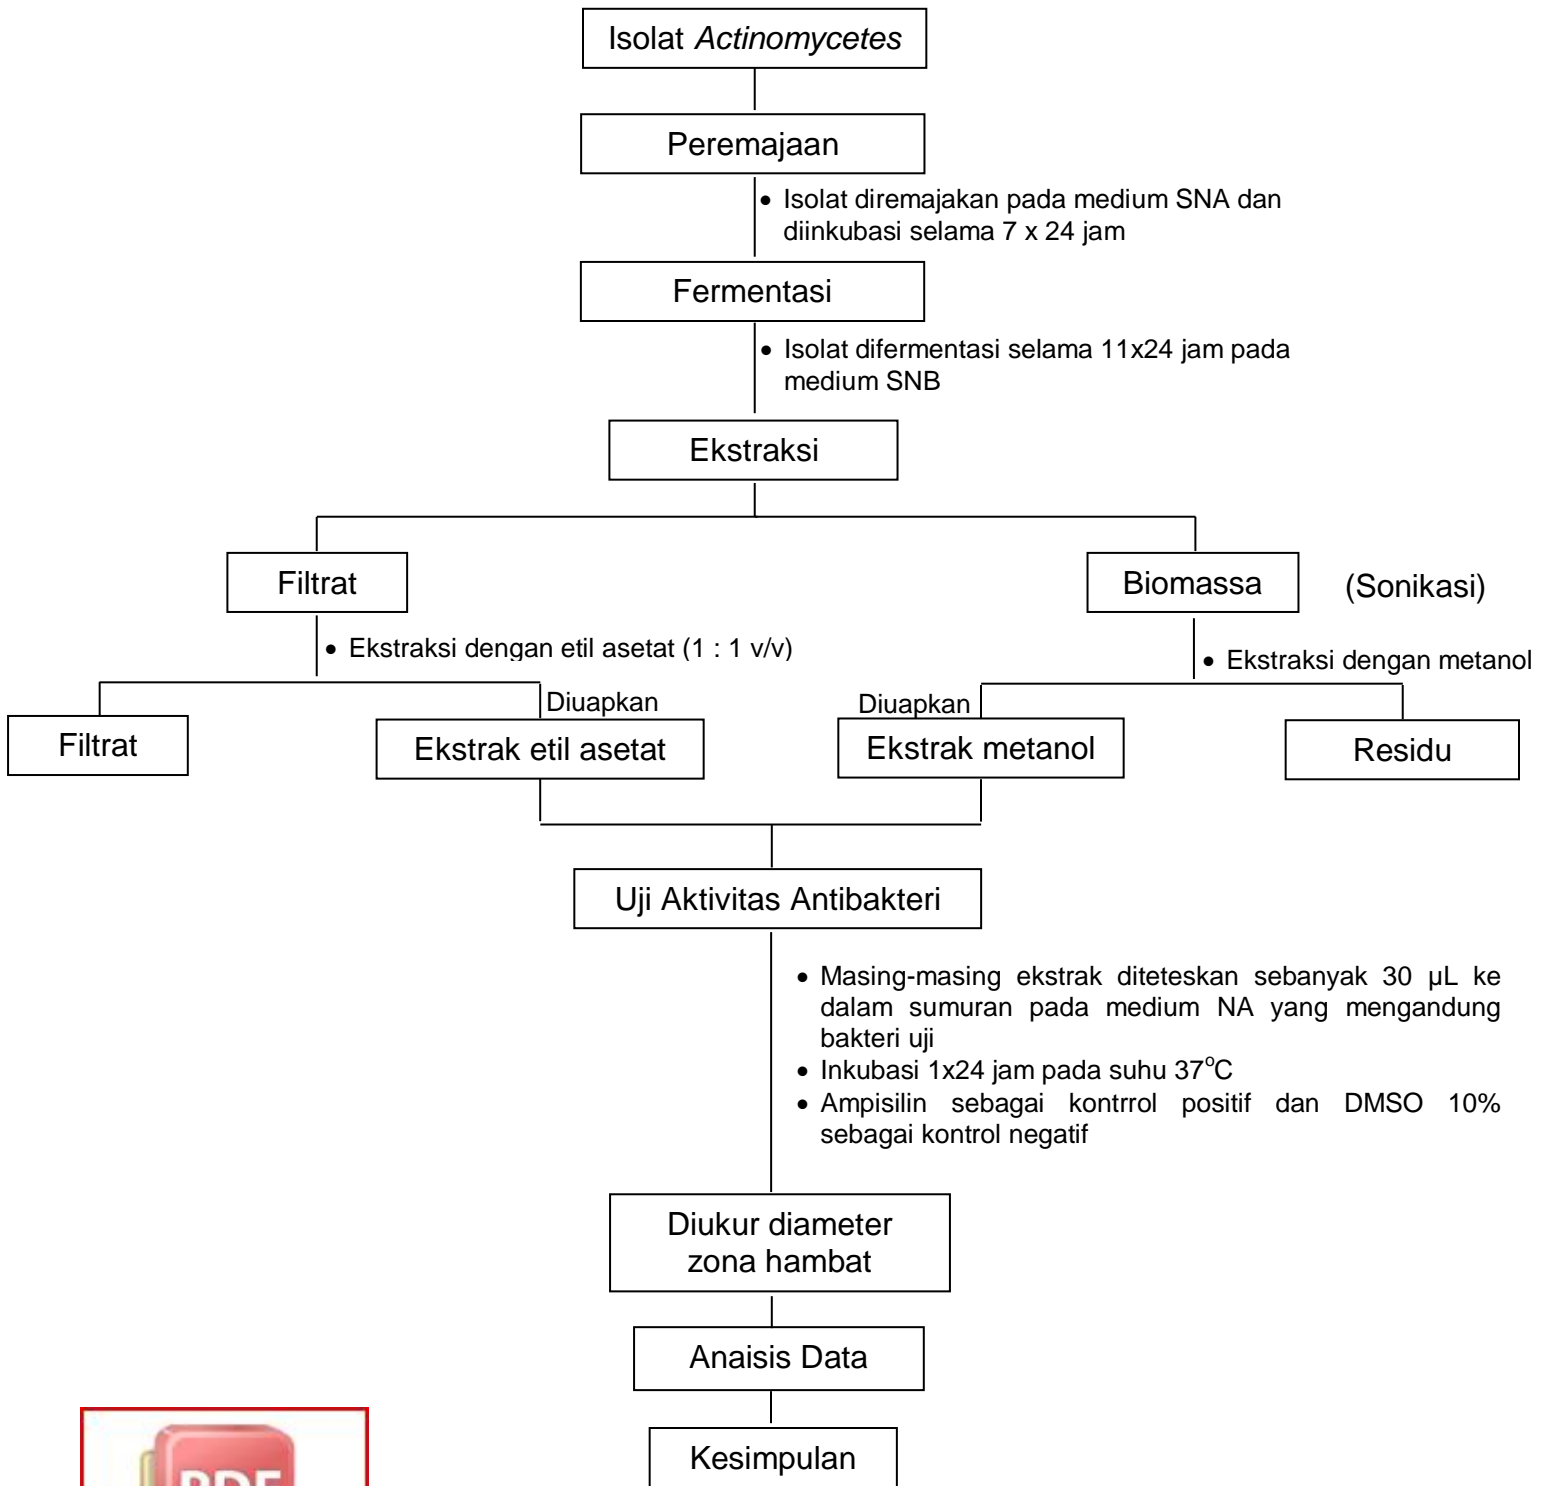 Isolat Actinomycetes
Peremajaan
• Isolat diremajakan pada medium SNA dan
diinkubasi selama 7 x 24 jam
Fermentasi
• Isolat difermentasi selama 11x24 jam pada
medium SNB
Ekstraksi
Filtrat
Biomassa
(Sonikasi)
• Ekstraksi dengan etil asetat (1 : 1 v/v)
• Ekstraksi dengan metanol
Diuapkan
Diuapkan
Filtrat
Ekstrak etil asetat
Ekstrak metanol
Residu
Uji Aktivitas Antibakteri
• Masing-masing ekstrak diteteskan sebanyak 30 µL ke
dalam sumuran pada medium NA yang mengandung
bakteri uji
• Inkubasi 1x24 jam pada suhu 37°C
• Ampisilin sebagai kontrrol positif dan DMSO 10%
sebagai kontrol negatif
Diukur diameter
zona hambat
Anaisis Data
Kesimpulan
PDF